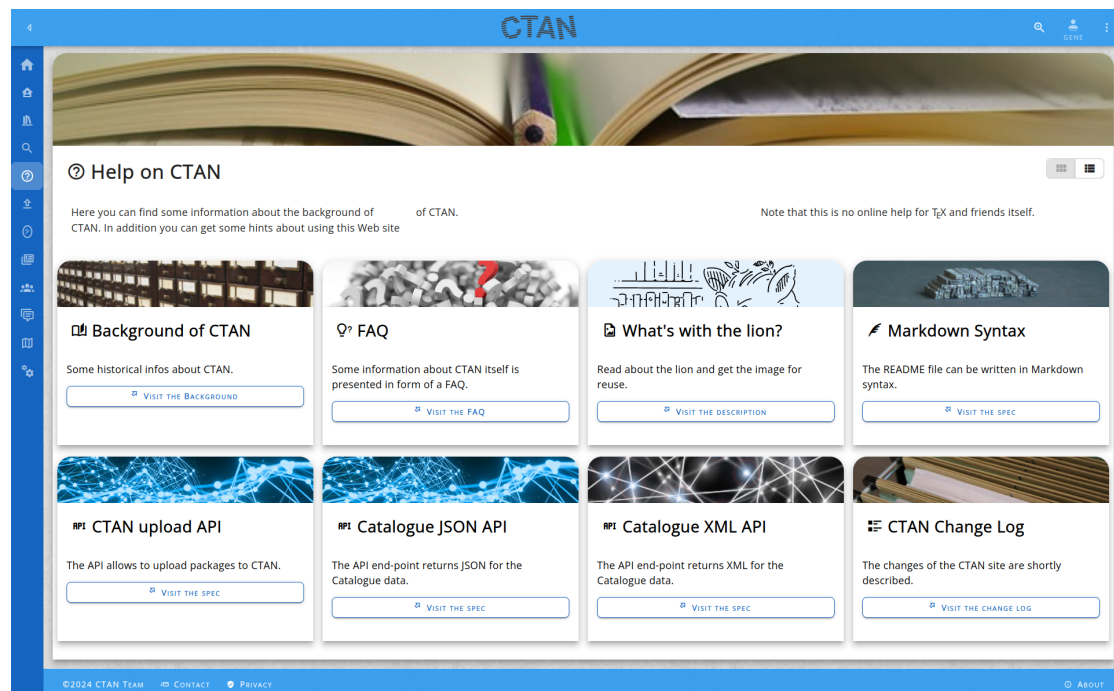 CTAN
GENE
Help on CTAN
Here you can find some information about the background of
CTAN. In addition you can get some hints about using this Web site
of CTAN.
Note that this is no online help for TEX and friends itself.
Background of CTAN
Some historical infos about CTAN.
Visit the Background
FAQ
Some information about CTAN itself is
presented in form of a FAQ.
Visit the FAQ
What's with the lion?
Read about the lion and get the image for
reuse.
Visit the description
Markdown Syntax
The README file can be written in Markdown
syntax.
Visit the spec
API CTAN upload API
The API allows to upload packages to CTAN.
Visit the spec
API Catalogue JSON API
The API end-point returns JSON for the
Catalogue data.
Visit the spec
API Catalogue XML API
The API end-point returns XML for the
Catalogue data.
Visit the spec
CTAN Change Log
The changes of the CTAN site are shortly
described.
Visit the change log
©2024 CTAN Team Contact Privacy About